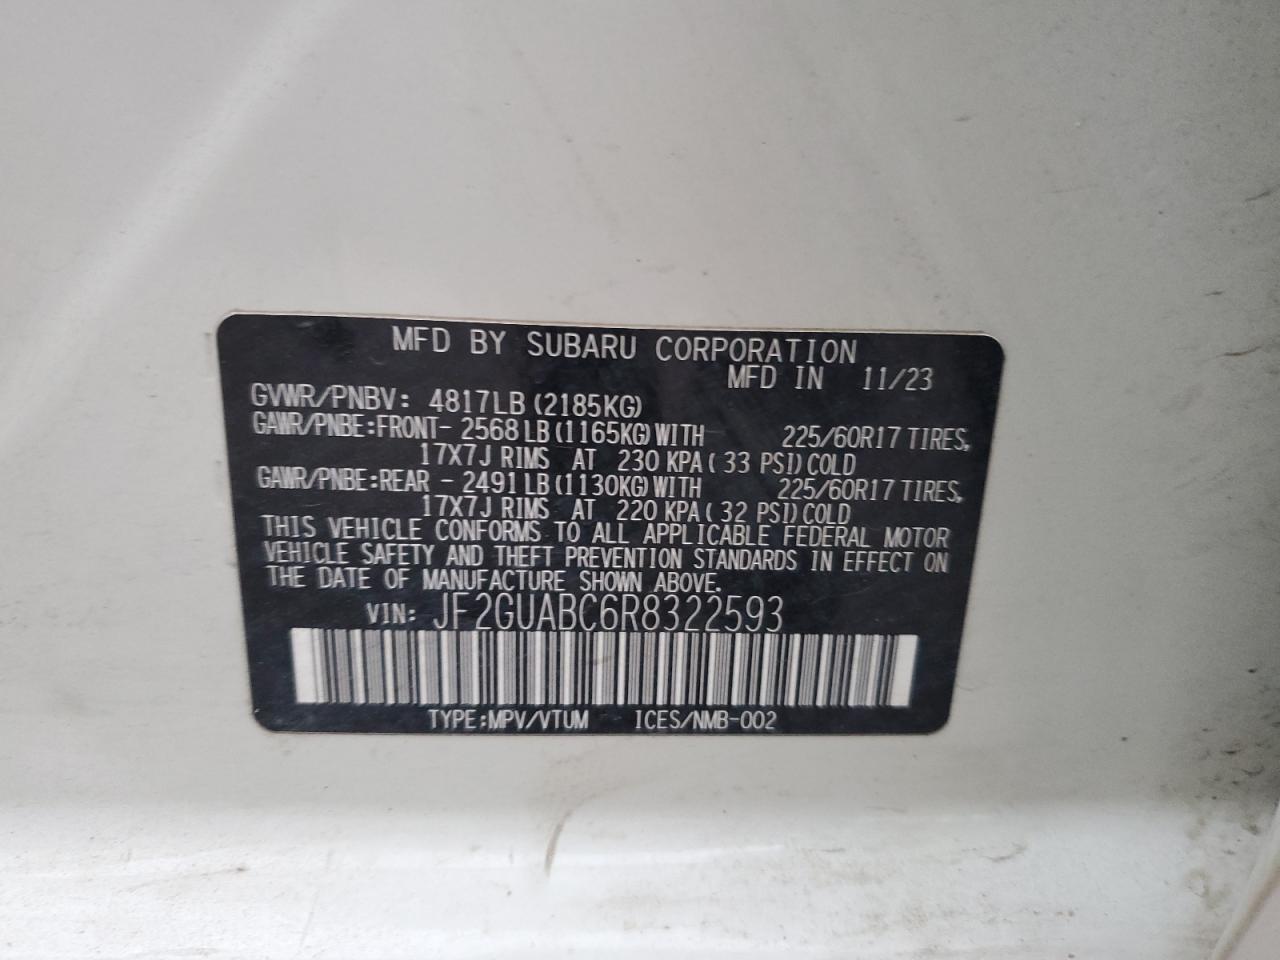 MFD BY SUBARU CORPORATION
MFD IN 11/23
GVWR/PNBV: 4817LB (2185KG)
GAWR/PNBE:FRONT- 2568 LB (1165KG) WITH 225/60R17 TIRES,
17X7J RIMS AT 230 KPA ( 33 PSI) COLD
GAWR/PNBE:REAR - 2491 LB (1130KG) WITH 225/60R17 TIRES,
17X7J RIMS AT 220 KPA ( 32 PSI) COLD
THIS VEHICLE CONFORMS TO ALL APPLICABLE FEDERAL MOTOR
VEHICLE SAFETY AND THEFT PREVENTION STANDARDS IN EFFECT ON
THE DATE OF MANUFACTURE SHOWN ABOVE.
VIN: JF2GUABC6R8322593
TYPE:MPV/VTUM ICES/NMB-002